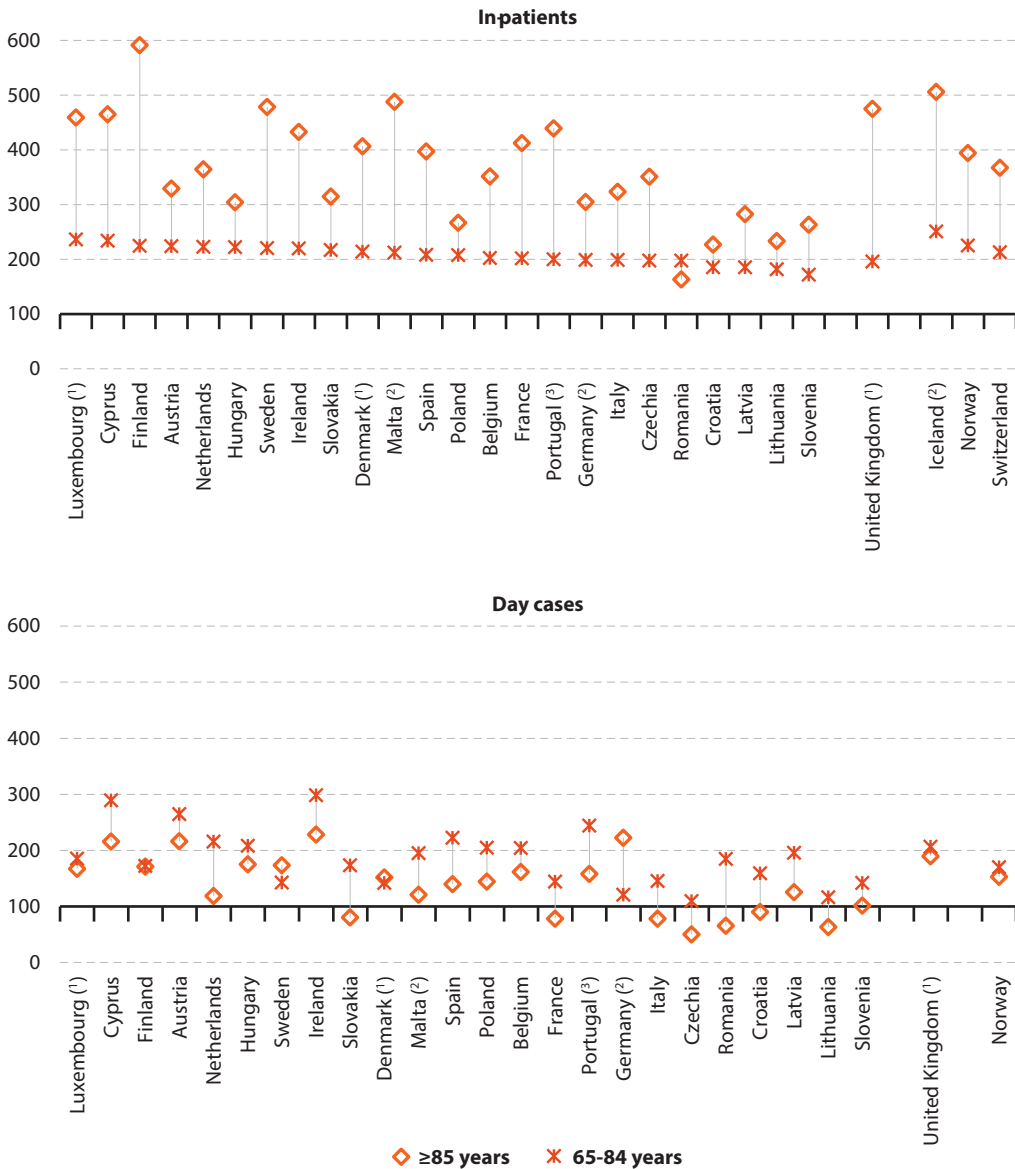 In-patients
600
500
400
300
200
100
0
Luxembourg (¹)
Cyprus
Finland
Austria
Netherlands
Hungary
Sweden
Ireland
Slovakia
Denmark (¹)
Malta (²)
Spain
Poland
Belgium
France
Portugal (³)
Germany (²)
Italy
Czechia
Romania
Croatia
Latvia
Lithuania
Slovenia
United Kingdom (¹)
Iceland (²)
Norway
Switzerland
Day cases
600
500
400
300
200
100
0
Luxembourg (¹)
Cyprus
Finland
Austria
Netherlands
Hungary
Sweden
Ireland
Slovakia
Denmark (¹)
Malta (²)
Spain
Poland
Belgium
France
Portugal (³)
Germany (²)
Italy
Czechia
Romania
Croatia
Latvia
Lithuania
Slovenia
United Kingdom (¹)
Norway
≥85 years 65-84 years